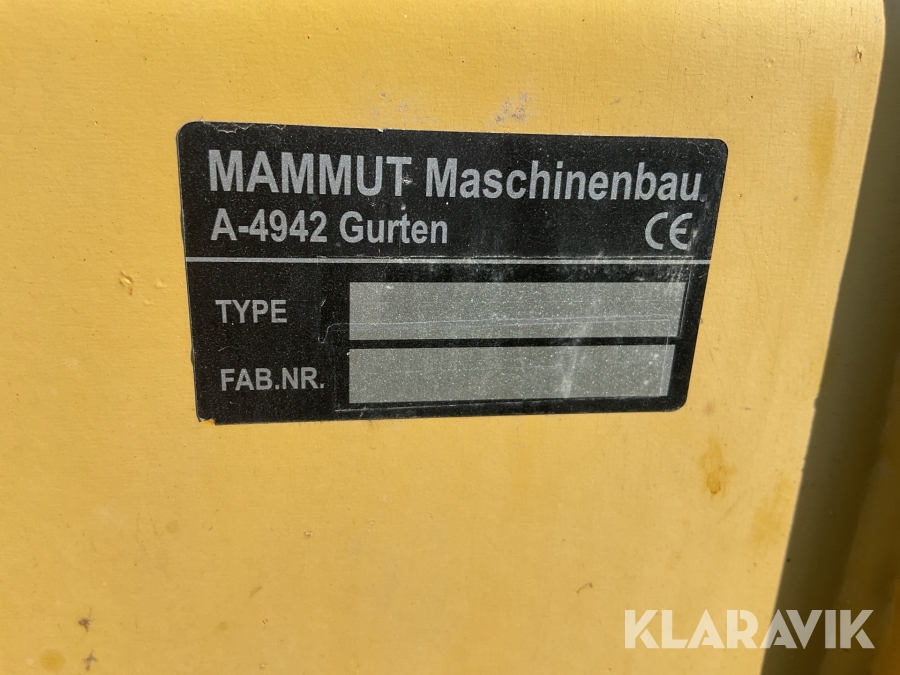 MAMMUT Maschinenbau
A-4942 Gurten CE
TYPE
FAB.NR.
KLARAVIK